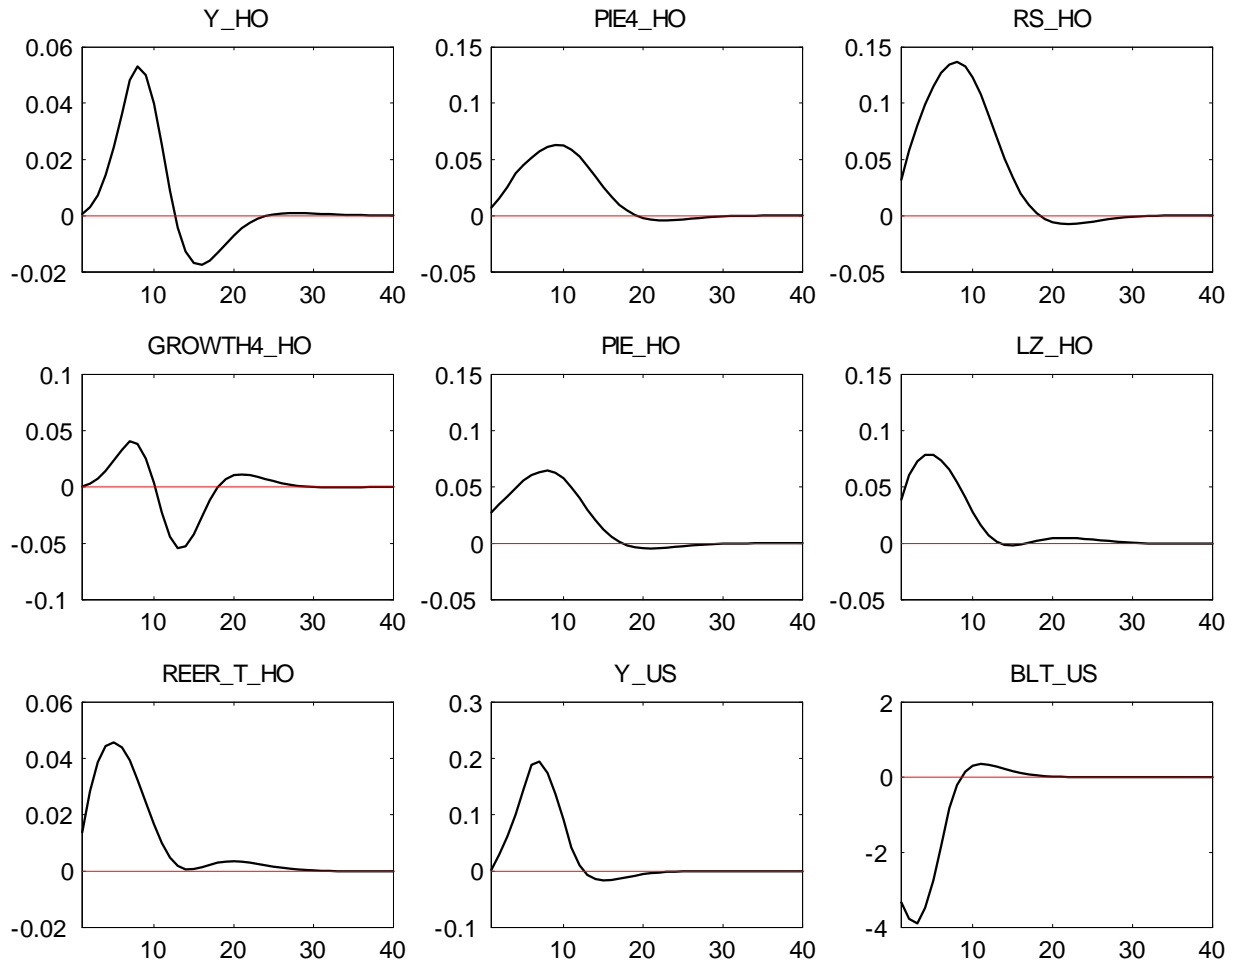 Y_HO PIE4_HO RS_HO
0.06 0.15 0.15
0.04 0.1 0.1
0.02 0.05 0.05
0 0 0
-0.02 -0.05 -0.05
10 20 30 40 10 20 30 40 10 20 30 40
GROWTH4_HO PIE_HO LZ_HO
0.1 0.15 0.15
0.05 0.1 0.1
0 0.05 0.05
-0.05 0 0
-0.1 -0.05 -0.05
10 20 30 40 10 20 30 40 10 20 30 40
REER_T_HO Y_US BLT_US
0.06 0.3 2
0.04 0.2 0
0.02 0.1 -2
0 0 -4
-0.02 -0.1
10 20 30 40 10 20 30 40 10 20 30 40